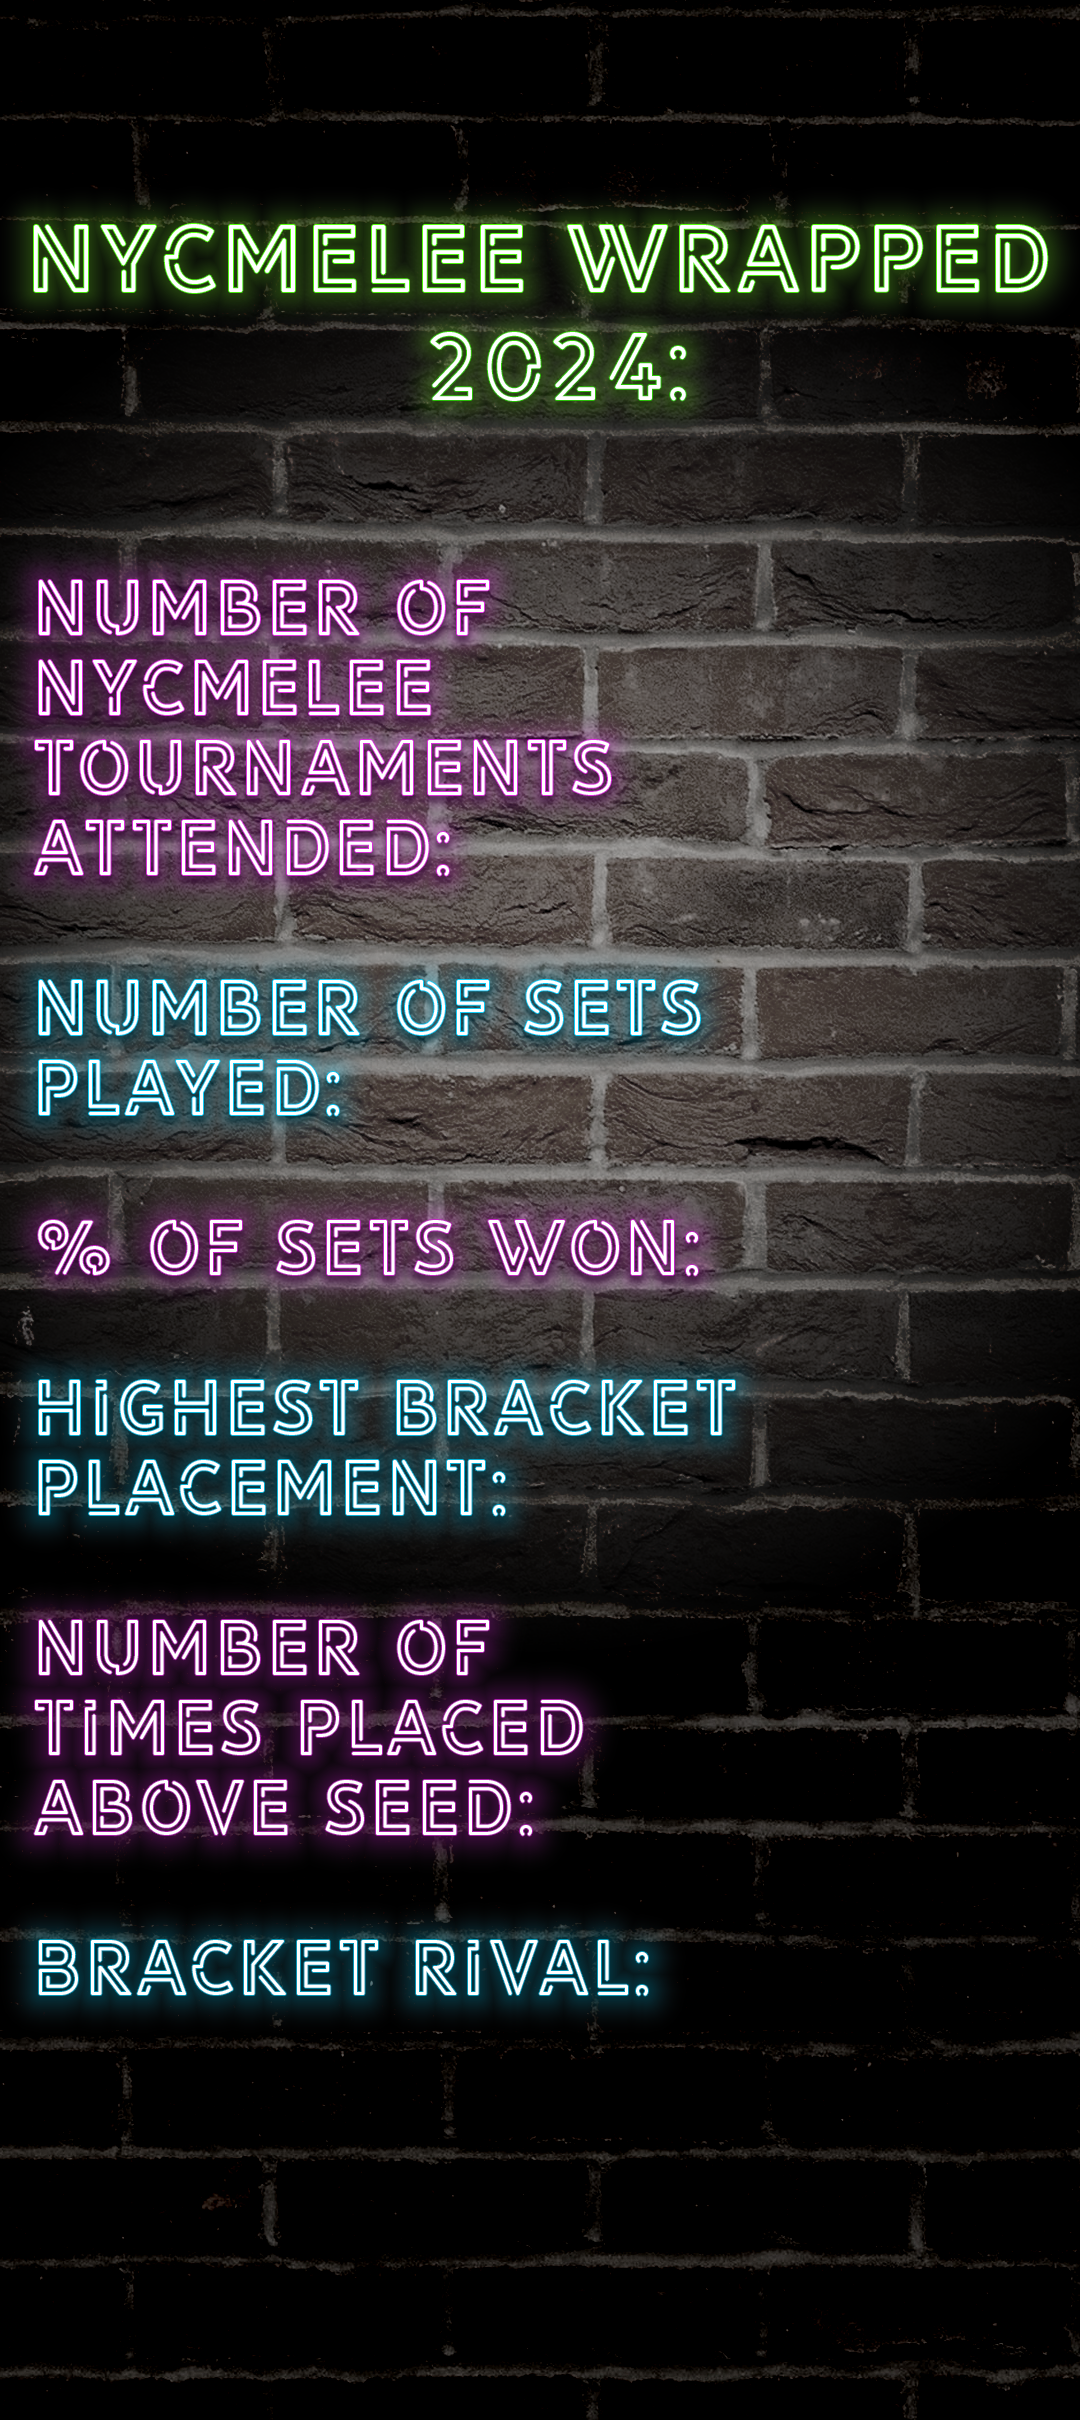 NYCMELEE WRAPPED
2024:
NUMBER OF
NYCMELEE
TOURNAMENTS
ATTENDED:
NUMBER OF SETS
PLAYED:
% OF SETS WON:
HiGHEST BRACKET
PLACEMENT:
NUMBER OF
TiMES PLACED
ABOVE SEED:
BRACKET RiVAL: